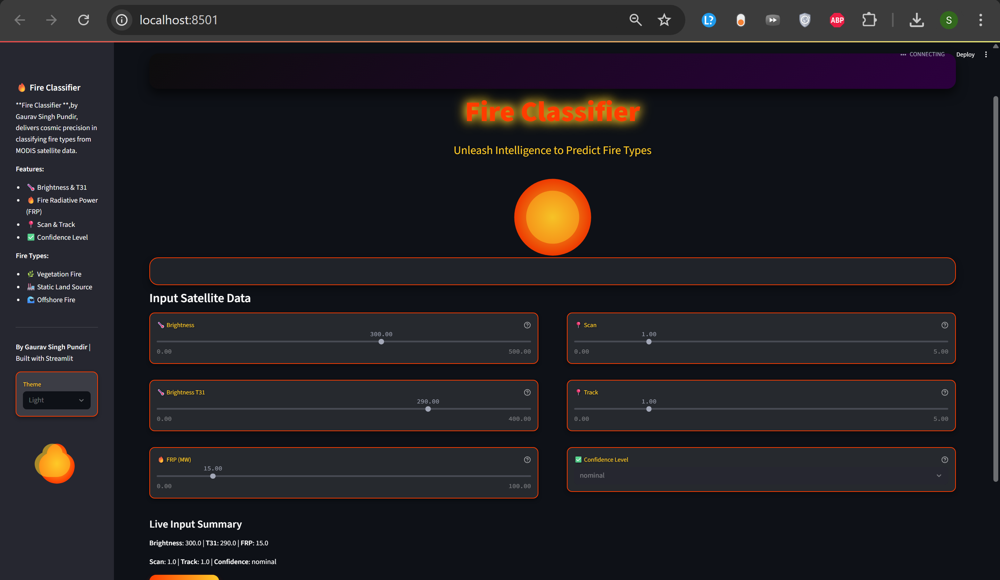 localhost:8501
L?
ABP
S
CONNECTING
Deploy
Fire Classifier
**Fire Classifier **,by
Gaurav Singh Pundir,
delivers cosmic precision in
classifying fire types from
MODIS satellite data.
Features:
Brightness & T31
Fire Radiative Power
(FRP)
Scan & Track
Confidence Level
Fire Types:
Vegetation Fire
Static Land Source
Offshore Fire
By Gaurav Singh Pundir |
Built with Streamlit
Theme
Light
Fire Classifier
Unleash Intelligence to Predict Fire Types
Input Satellite Data
Brightness
300.00
0.00 500.00
Scan
1.00
0.00 5.00
Brightness T31
290.00
0.00 400.00
Track
1.00
0.00 5.00
FRP (MW)
15.00
0.00 100.00
Confidence Level
nominal
Live Input Summary
Brightness: 300.0 | T31: 290.0 | FRP: 15.0
Scan: 1.0 | Track: 1.0 | Confidence: nominal